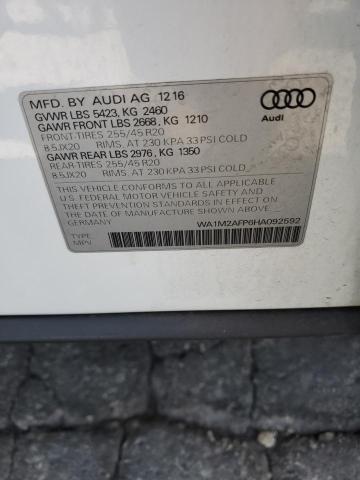 MFD. BY AUDI AG 12 16
GVWR LBS 5423, KG 2460
GAWR FRONT LBS 2668, KG 1210
FRONT-TIRES 255/45 R20
8.5JX20 RIMS, AT 230 KPA 33 PSI COLD
GAWR REAR LBS 2976, KG 1350
REAR-TIRES 255/45 R20
8.5JX20 RIMS, AT 230 KPA 33 PSI COLD
THIS VEHICLE CONFORMS TO ALL APPLICABLE
U.S. FEDERAL MOTOR VEHICLE SAFETY, BUMPER,
AND THEFT PREVENTION STANDARDS IN EFFECT ON THE
DATE OF MANUFACTURE SHOWN ABOVE.
GERMANY
WA1M2AFP6HA092592
TYPE
MPV
Audi